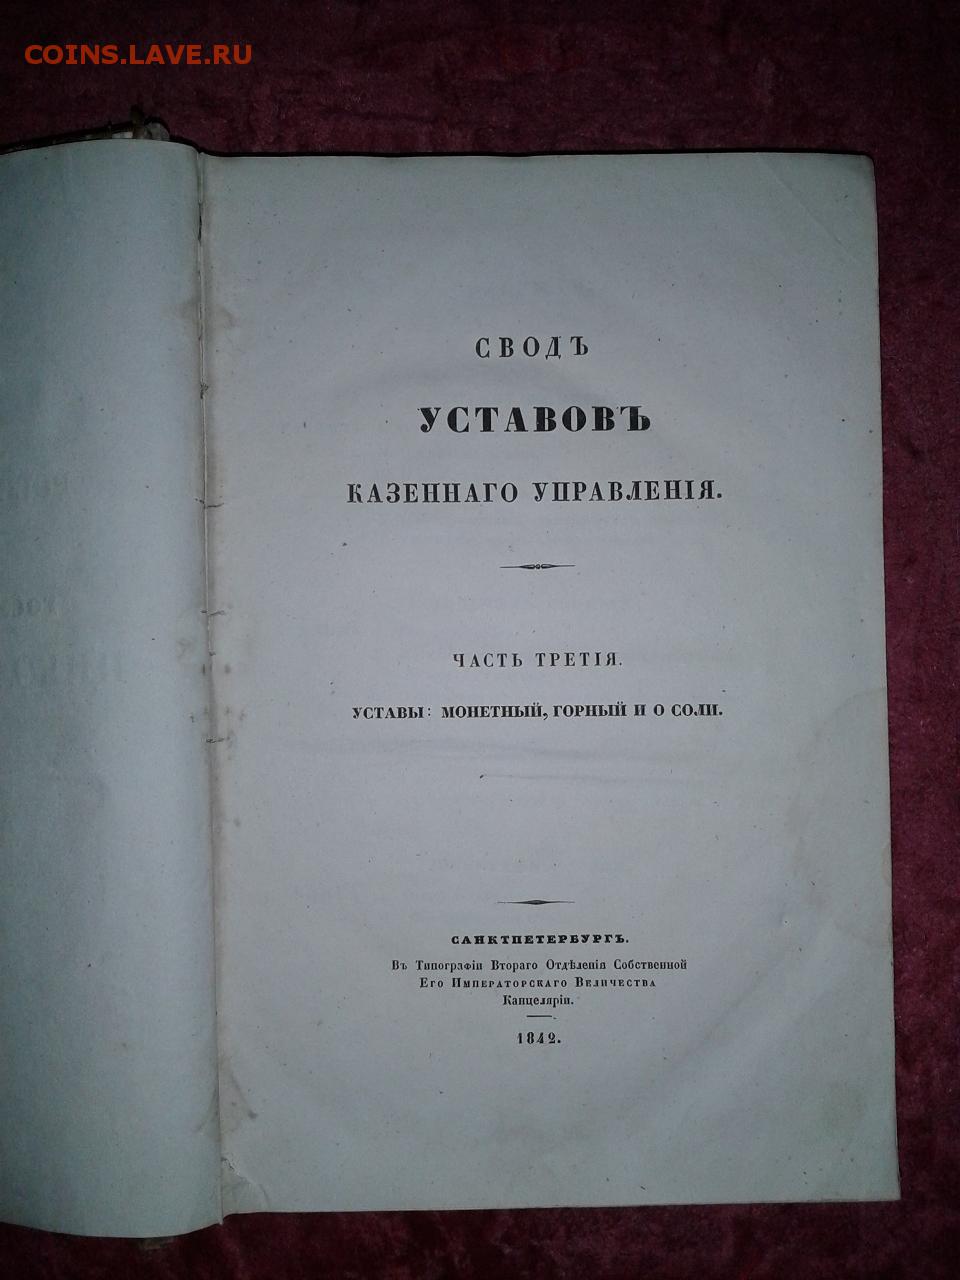 COINS.LAVE.RU
СВОДЪ
УСТАВОВЪ
КАЗЕННАГО УПРАВЛЕНІЯ.
ЧАСТЬ ТРЕТІЯ.
УСТАВЫ: МОНЕТНЫЙ, ГОРНЫЙ И О СОЛИ.
САНКТПЕТЕРБУРГЪ.
Въ Типографіи Втораго Отдѣленія Собственной
Его Императорскаго Величества
Канцеляріи.
1842.